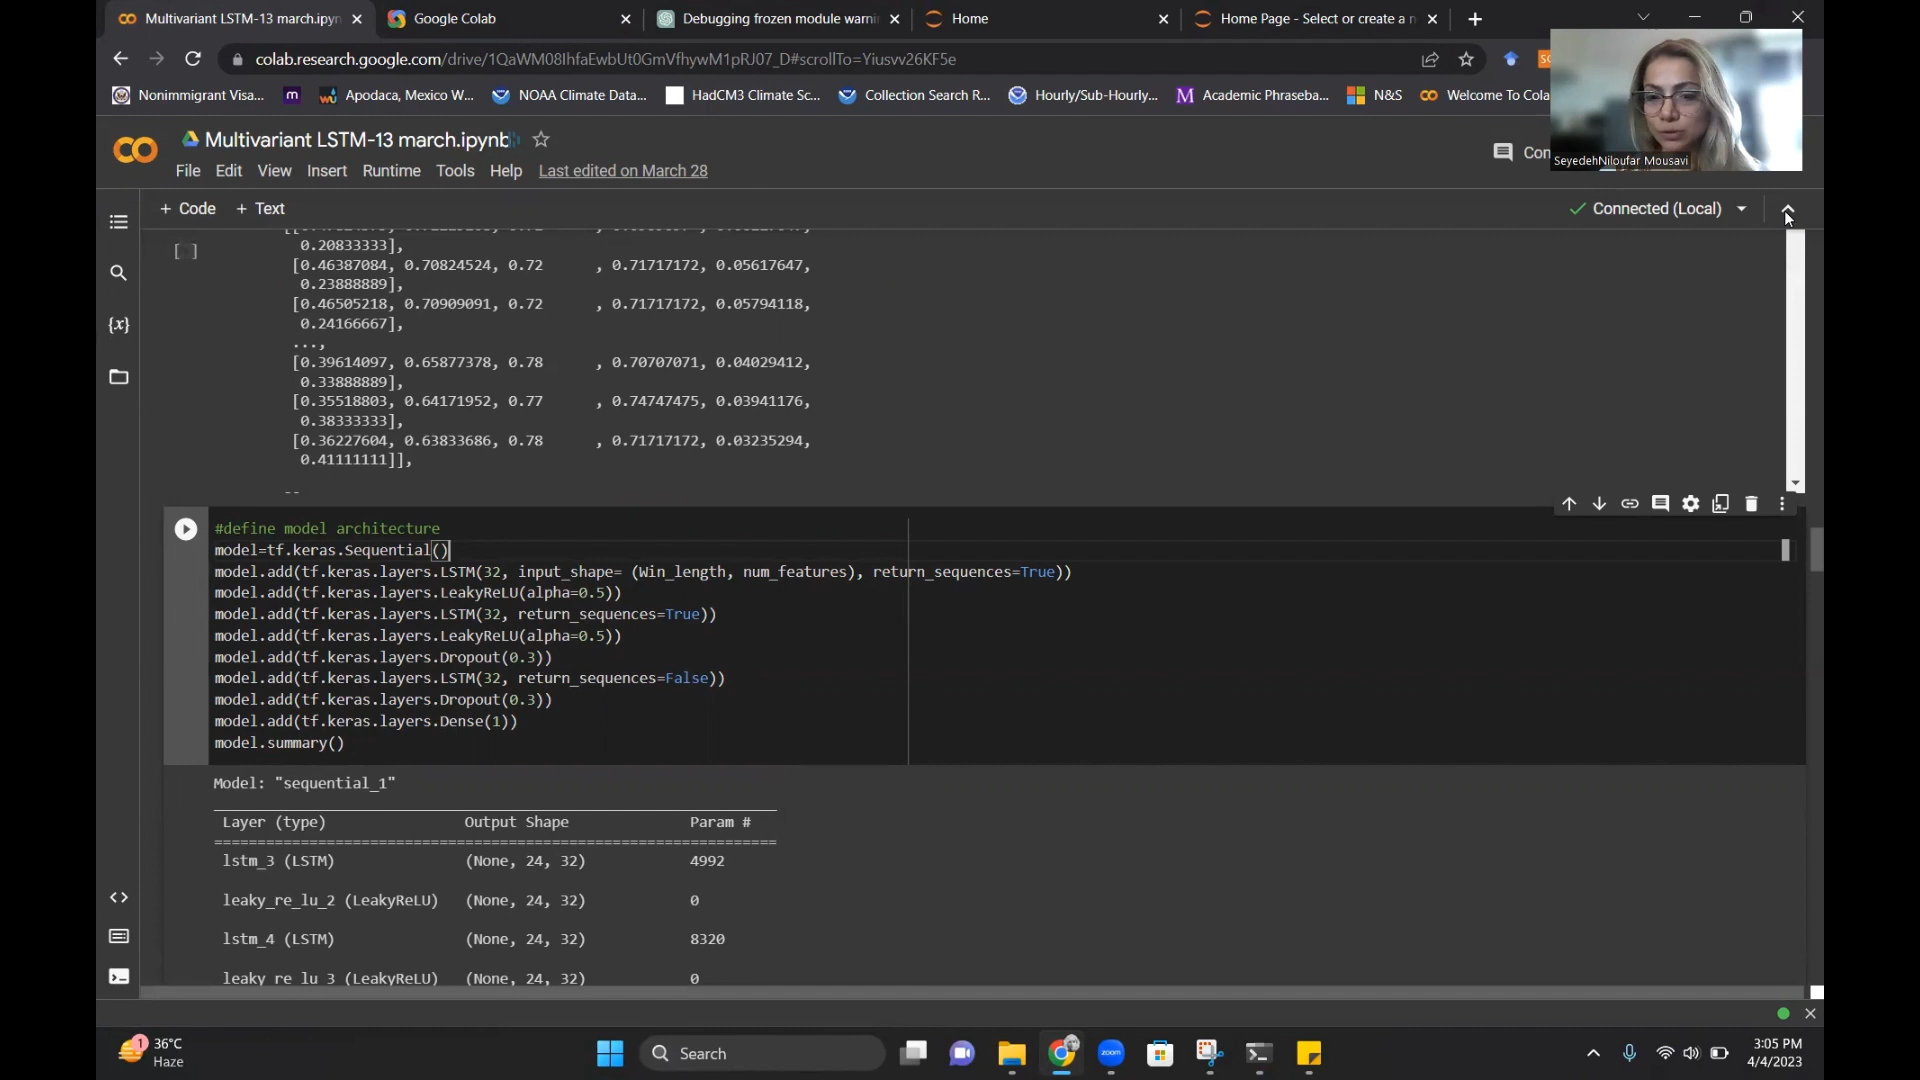 Multivariant LSTM-13 march.ipyn
Google Colab
Debugging frozen module warni
Home
Home Page - Select or create a n
colab.research.google.com/drive/1QaWM08IhfaEwbUt0GmVfhywM1pRJ07_D#scrollTo=Yiusvv26KF5e
Nonimmigrant Visa...
Apodaca, Mexico W...
NOAA Climate Data...
HadCM3 Climate Sc...
Collection Search R...
Hourly/Sub-Hourly...
Academic Phraseba...
N&S
Welcome To Cola
SeyedehNiloufar Mousavi
Multivariant LSTM-13 march.ipynb
File Edit View Insert Runtime Tools Help Last edited on March 28
+ Code + Text
Connected (Local)
0.20833333],
[0.46387084, 0.70824524, 0.72 , 0.71717172, 0.05617647,
0.23888889],
[0.46505218, 0.70909091, 0.72 , 0.71717172, 0.05794118,
0.24166667],
...,
[0.39614097, 0.65877378, 0.78 , 0.70707071, 0.04029412,
0.33888889],
[0.35518803, 0.64171952, 0.77 , 0.74747475, 0.03941176,
0.38333333],
[0.36227604, 0.63833686, 0.78 , 0.71717172, 0.03235294,
0.41111111]],
#define model architecture
model=tf.keras.Sequential()
model.add(tf.keras.layers.LSTM(32, input_shape= (Win_length, num_features), return_sequences=True))
model.add(tf.keras.layers.LeakyReLU(alpha=0.5))
model.add(tf.keras.layers.LSTM(32, return_sequences=True))
model.add(tf.keras.layers.LeakyReLU(alpha=0.5))
model.add(tf.keras.layers.Dropout(0.3))
model.add(tf.keras.layers.LSTM(32, return_sequences=False))
model.add(tf.keras.layers.Dropout(0.3))
model.add(tf.keras.layers.Dense(1))
model.summary()
Model: "sequential_1"
Layer (type) Output Shape Param #
lstm_3 (LSTM) (None, 24, 32) 4992
leaky_re_lu_2 (LeakyReLU) (None, 24, 32) 0
lstm_4 (LSTM) (None, 24, 32) 8320
leaky_re_lu_3 (LeakyReLU) (None, 24, 32) 0
1
36°C
Haze
Search
zoom
3:05 PM
4/4/2023